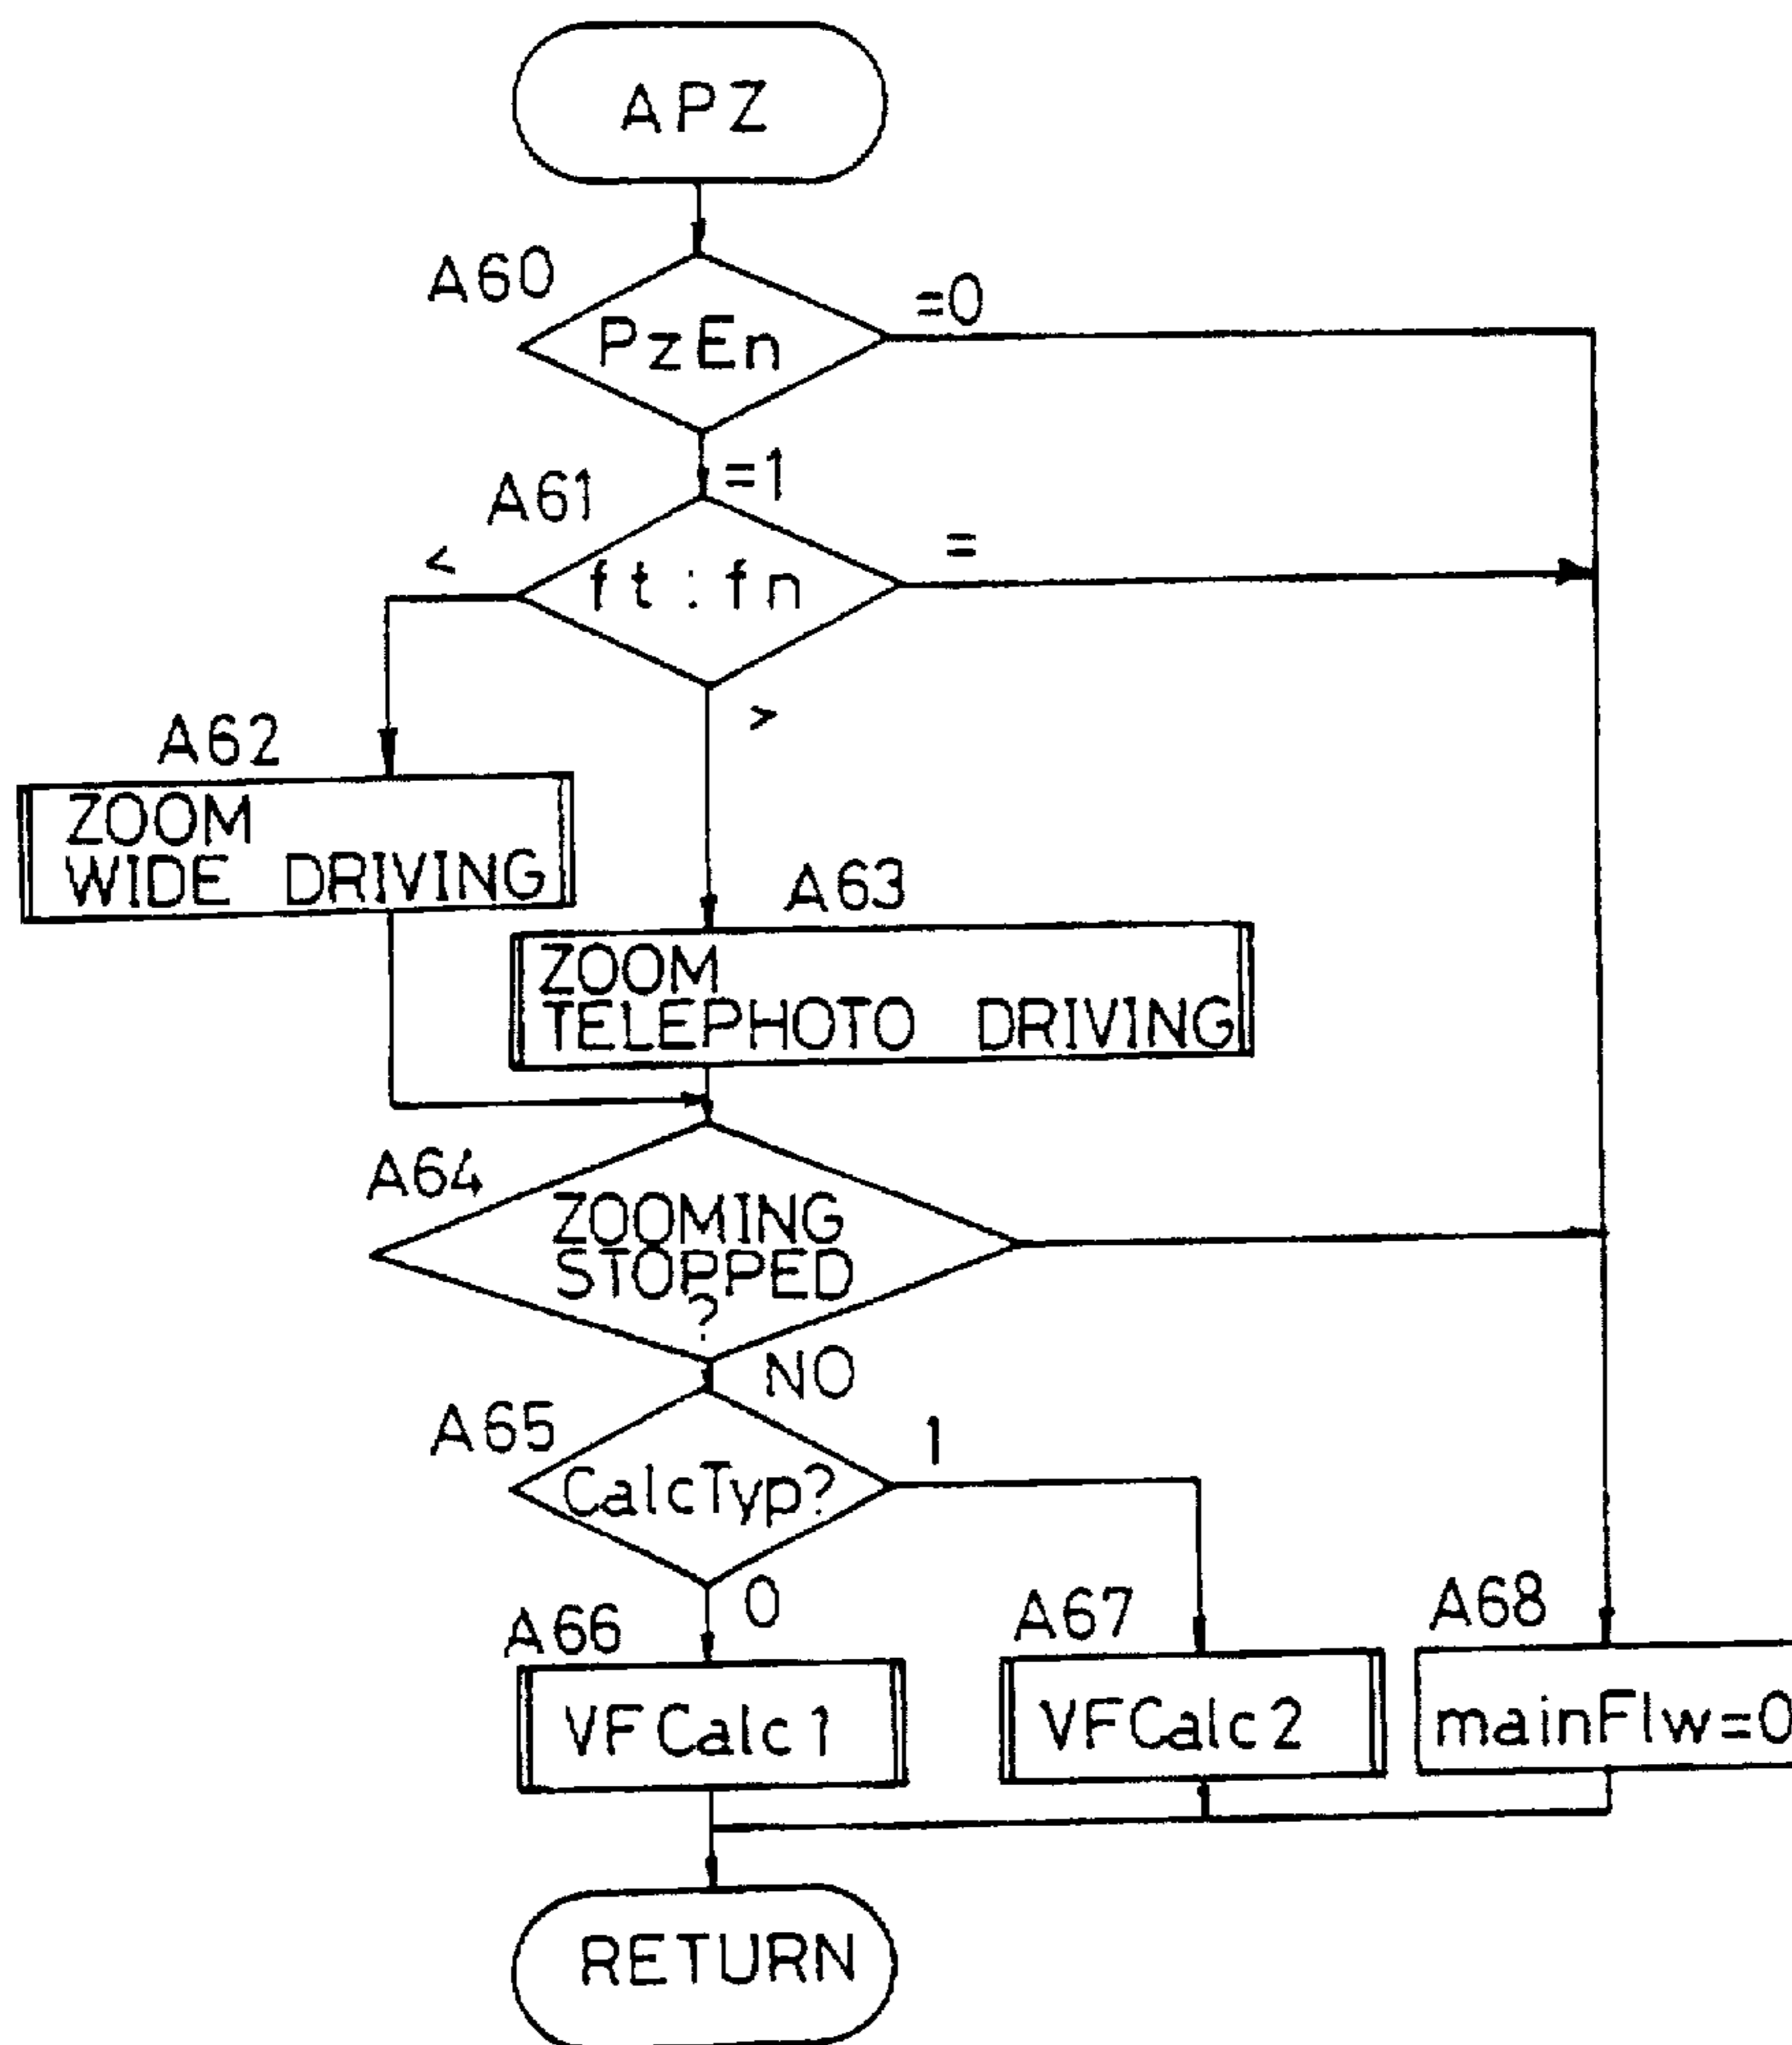 APZ
A60
=0
PzEn
=1
A61
<
=
ft:fn
>
A62
ZOOM
WIDE DRIVING
A63
ZOOM
TELEPHOTO DRIVING
A64
ZOOMING
STOPPED
?
NO
A65
1
CalcTyp?
0
A66
A67
A68
VFCalc1
VFCalc2
mainFlw=0
RETURN